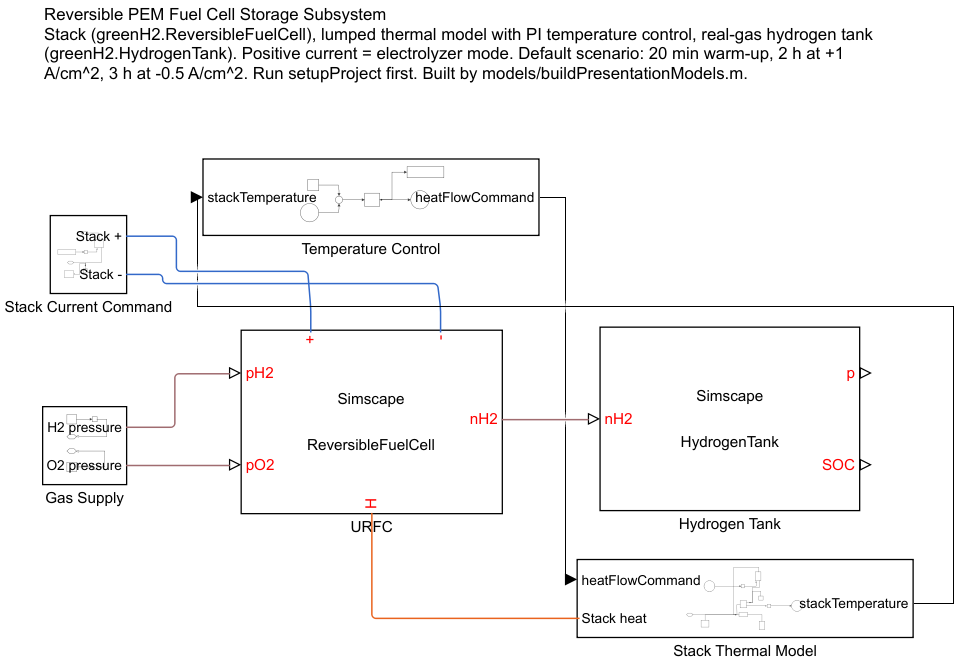 Reversible PEM Fuel Cell Storage Subsystem
Stack (greenH2.ReversibleFuelCell), lumped thermal model with PI temperature control, real-gas hydrogen tank
(greenH2.HydrogenTank). Positive current = electrolyzer mode. Default scenario: 20 min warm-up, 2 h at +1
A/cm^2, 3 h at -0.5 A/cm^2. Run setupProject first. Built by models/buildPresentationModels.m.
stackTemperature
heatFlowCommand
Temperature Control
Stack +
Stack -
Stack Current Command
+
-
pH2
Simscape
nH2
ReversibleFuelCell
pO2
H
URFC
H2 pressure
O2 pressure
Gas Supply
nH2
Simscape
p
HydrogenTank
SOC
Hydrogen Tank
heatFlowCommand
stackTemperature
Stack heat
Stack Thermal Model